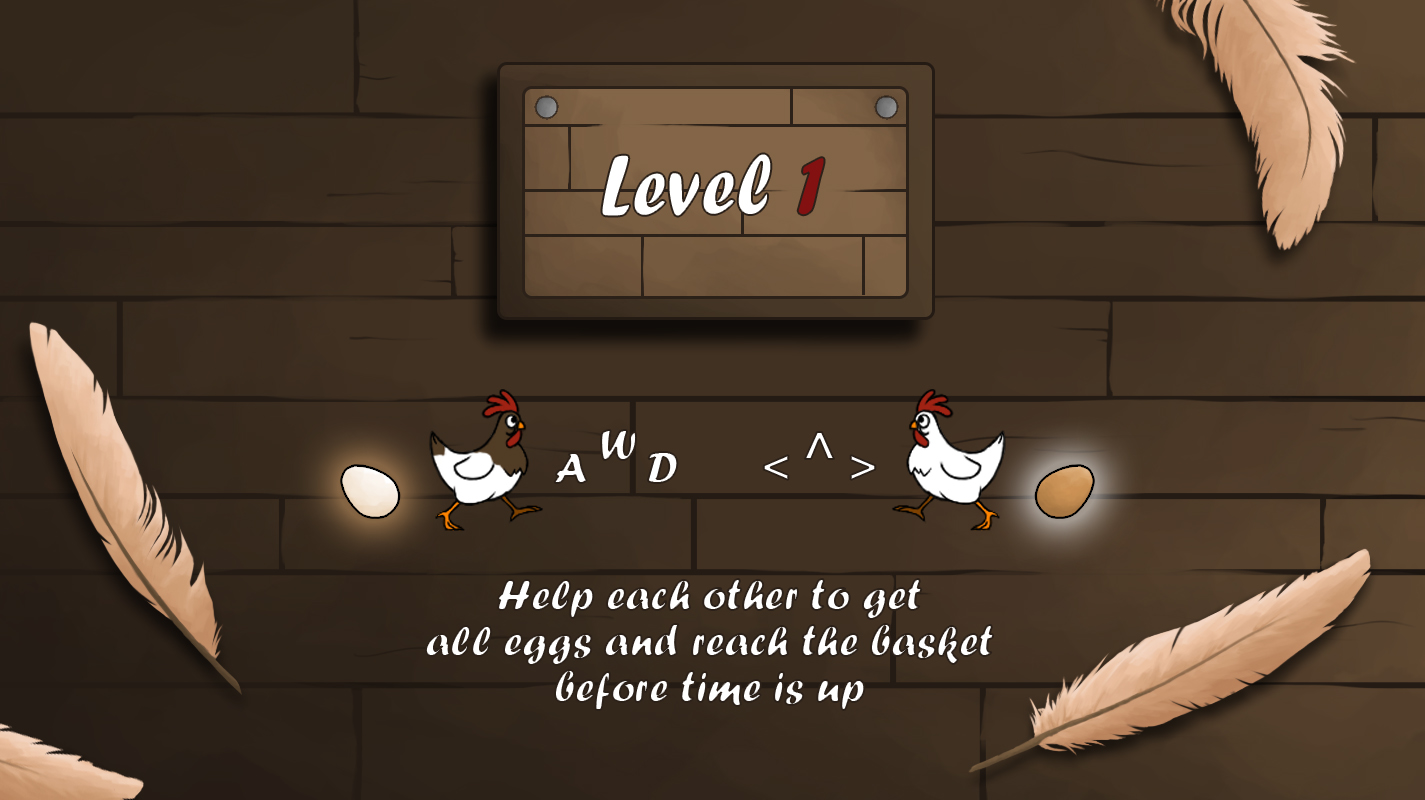 Level 1
A W D < ^ >
Help each other to get
all eggs and reach the basket
before time is up